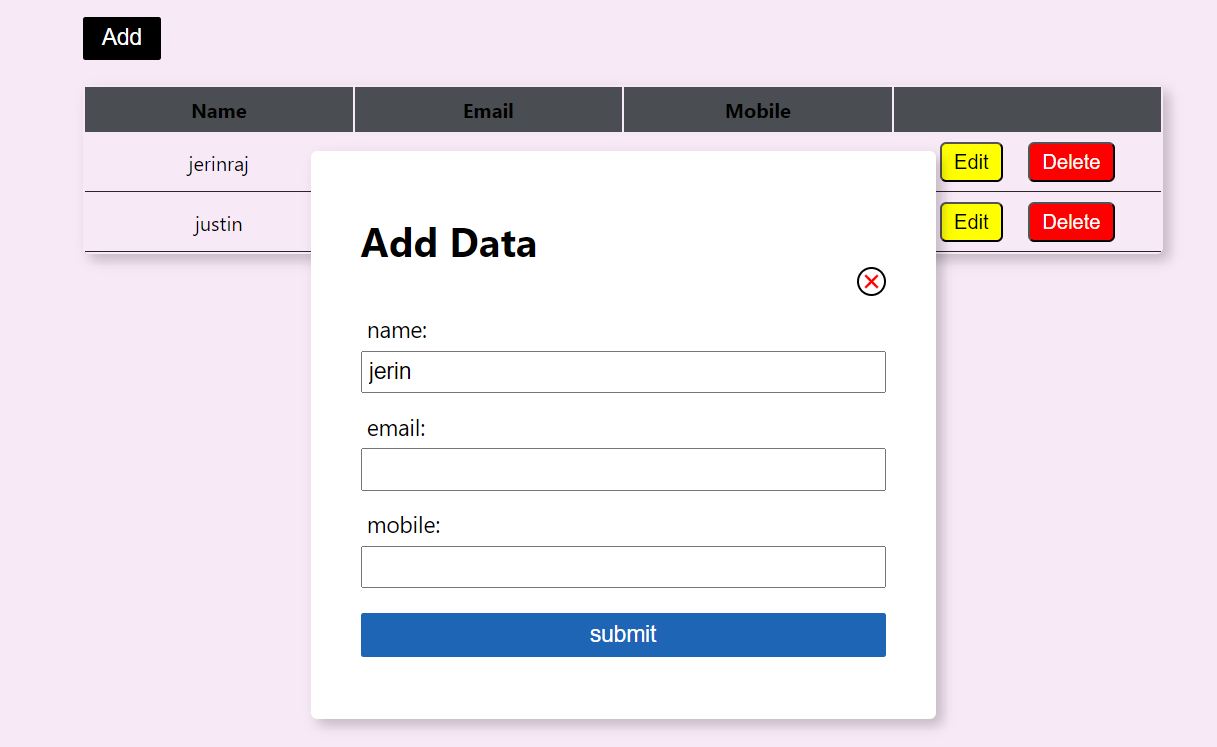 Add
Name Email Mobile
jerinraj Edit Delete
justin Edit Delete
Add Data
name:
jerin
email:
mobile:
submit